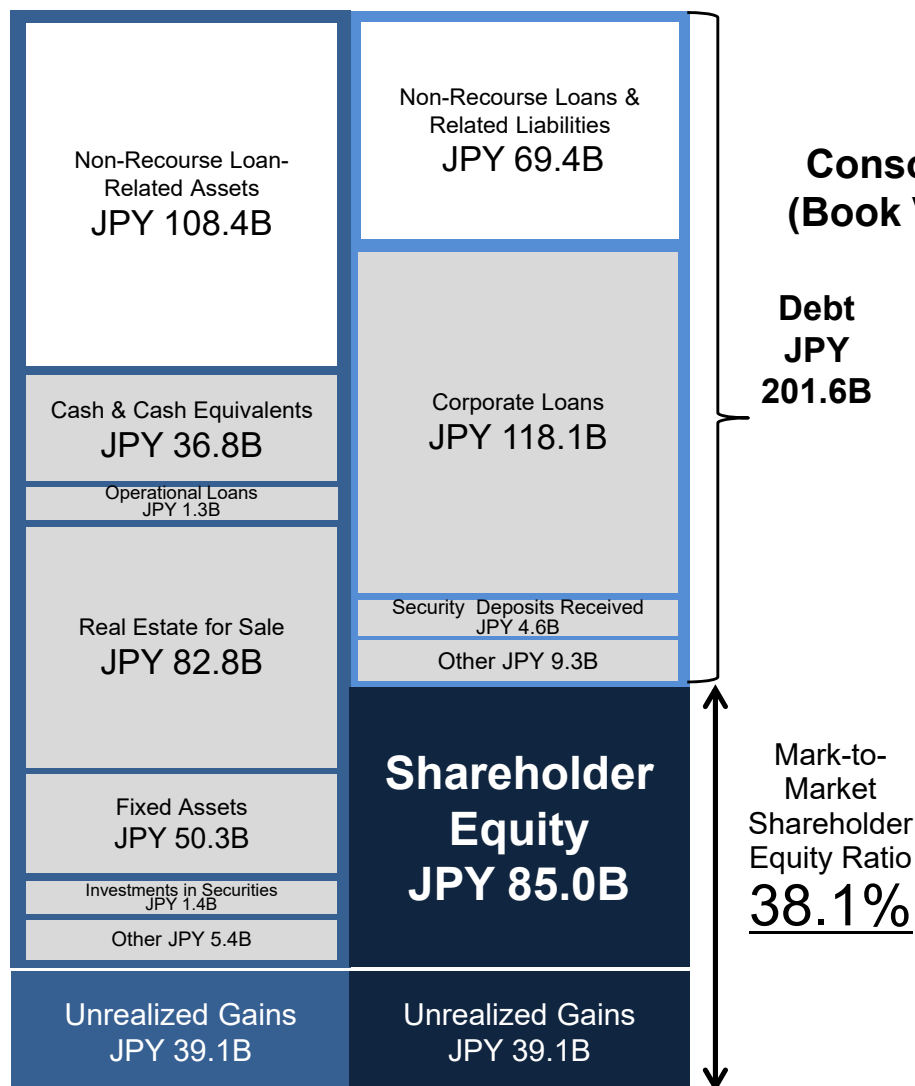 Non-Recourse Loan-
Related Assets
JPY 108.4B
Cash & Cash Equivalents
JPY 36.8B
Operational Loans
JPY 1.3B
Real Estate for Sale
JPY 82.8B
Fixed Assets
JPY 50.3B
Investments in Securities
JPY 1.4B
Other JPY 5.4B
Unrealized Gains
JPY 39.1B
Non-Recourse Loans &
Related Liabilities
JPY 69.4B
Corporate Loans
JPY 118.1B
Security Deposits Received
JPY 4.6B
Other JPY 9.3B
Shareholder
Equity
JPY 85.0B
Unrealized Gains
JPY 39.1B
(Book
Debt
JPY
201.6B
Mark-to-
Market
Shareholder
Equity Ratio
38.1%